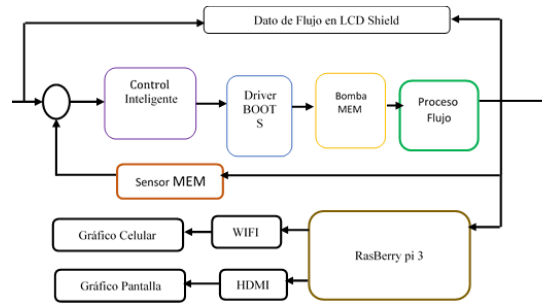 Dato de Flujo en LCD Shield
Control
Inteligente
Driver
BOOT
S
Bomba
MEM
Proceso
Flujo
Sensor MEM
Gráfico Celular
WIFI
RasBerry pi 3
Gráfico Pantalla
HDMI